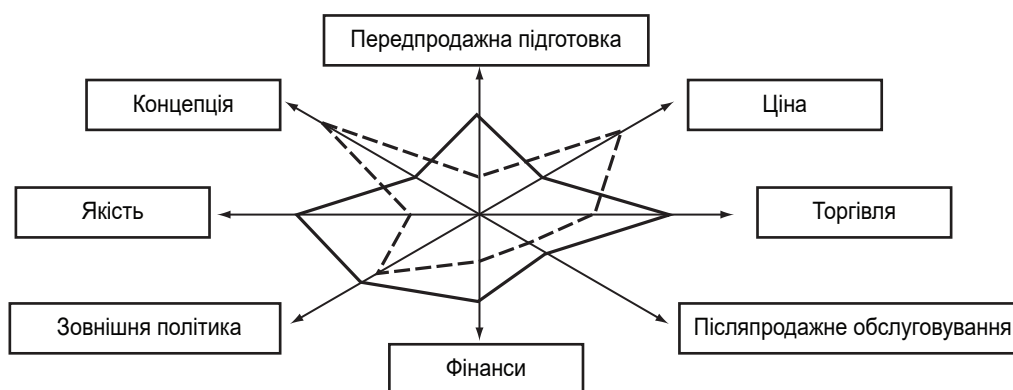 Передпродажна підготовка
Концепція
Ціна
Якість
Торгівля
Зовнішня політика
Післяпродажне обслуговування
Фінанси